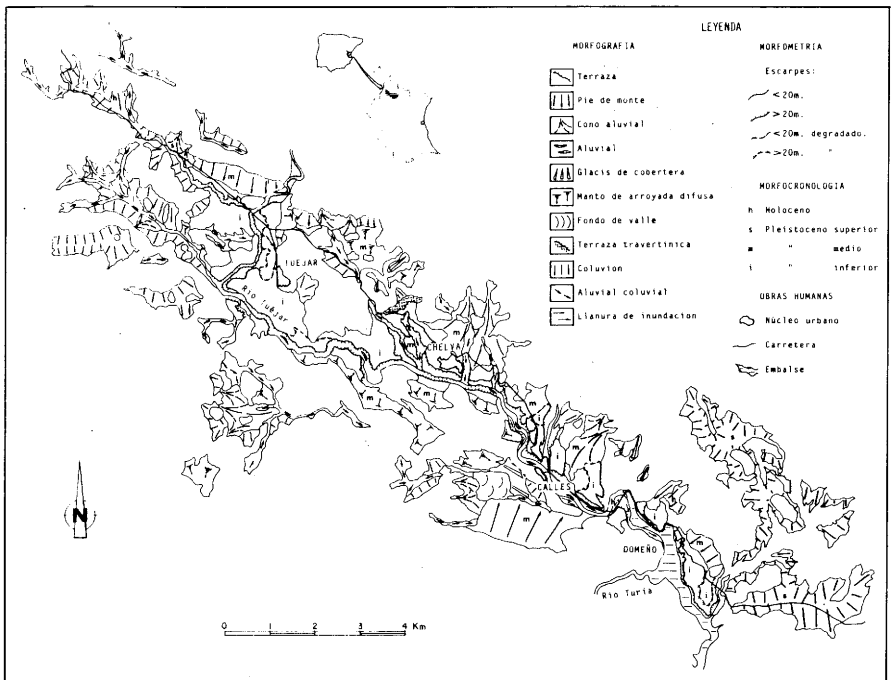 LEYENDA
MORFOGRAFIA
Terraza
Pie de monte
Cono aluvial
Aluvial
Glacis de cobertera
Manto de arroyada difusa
Fondo de valle
Terraza travertinica
Coluvion
Aluvial coluvial
Llanura de inundacion
MORFOMETRIA
Escarpes:
<20m.
>20m.
<20m. degradado.
>20m. "
MORFOCRONOLOGIA
h Holoceno
s Pleistoceno superior
m " medio
i " inferior
OBRAS HUMANAS
Núcleo urbano
Carretera
Embalse
TUEJAR
Rio Tuéjar
CHELVA
CALLES
DOMEÑO
Rio Turia
N
0 1 2 3 4 Km